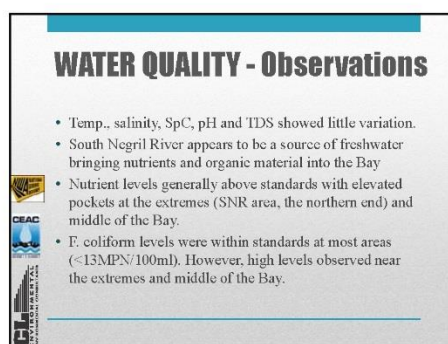 WATER QUALITY - Observations
• Temp., salinity, SpC, pH and TDS showed little variation.
• South Negril River appears to be a source of freshwater
bringing nutrients and organic material into the Bay
• Nutrient levels generally above standards with elevated
pockets at the extremes (SNR area, the northern end) and
middle of the Bay.
• F. coliform levels were within standards at most areas
(<13MPN/100ml). However, high levels observed near
the extremes and middle of the Bay.
CEAC
CL
ENVIRONMENTAL